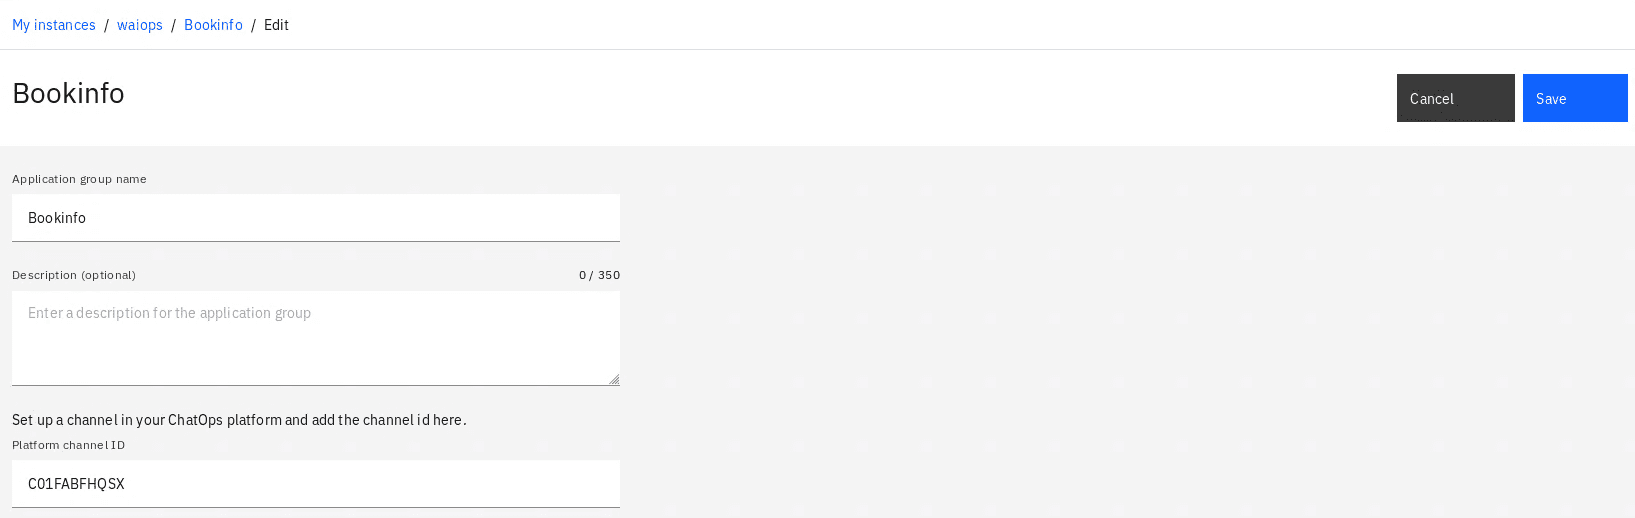 My instances / waiops / Bookinfo / Edit
Bookinfo
Cancel
Save
Application group name
Bookinfo
Description (optional)
0 / 350
Enter a description for the application group
Set up a channel in your ChatOps platform and add the channel id here.
Platform channel ID
C01FABFHQSX